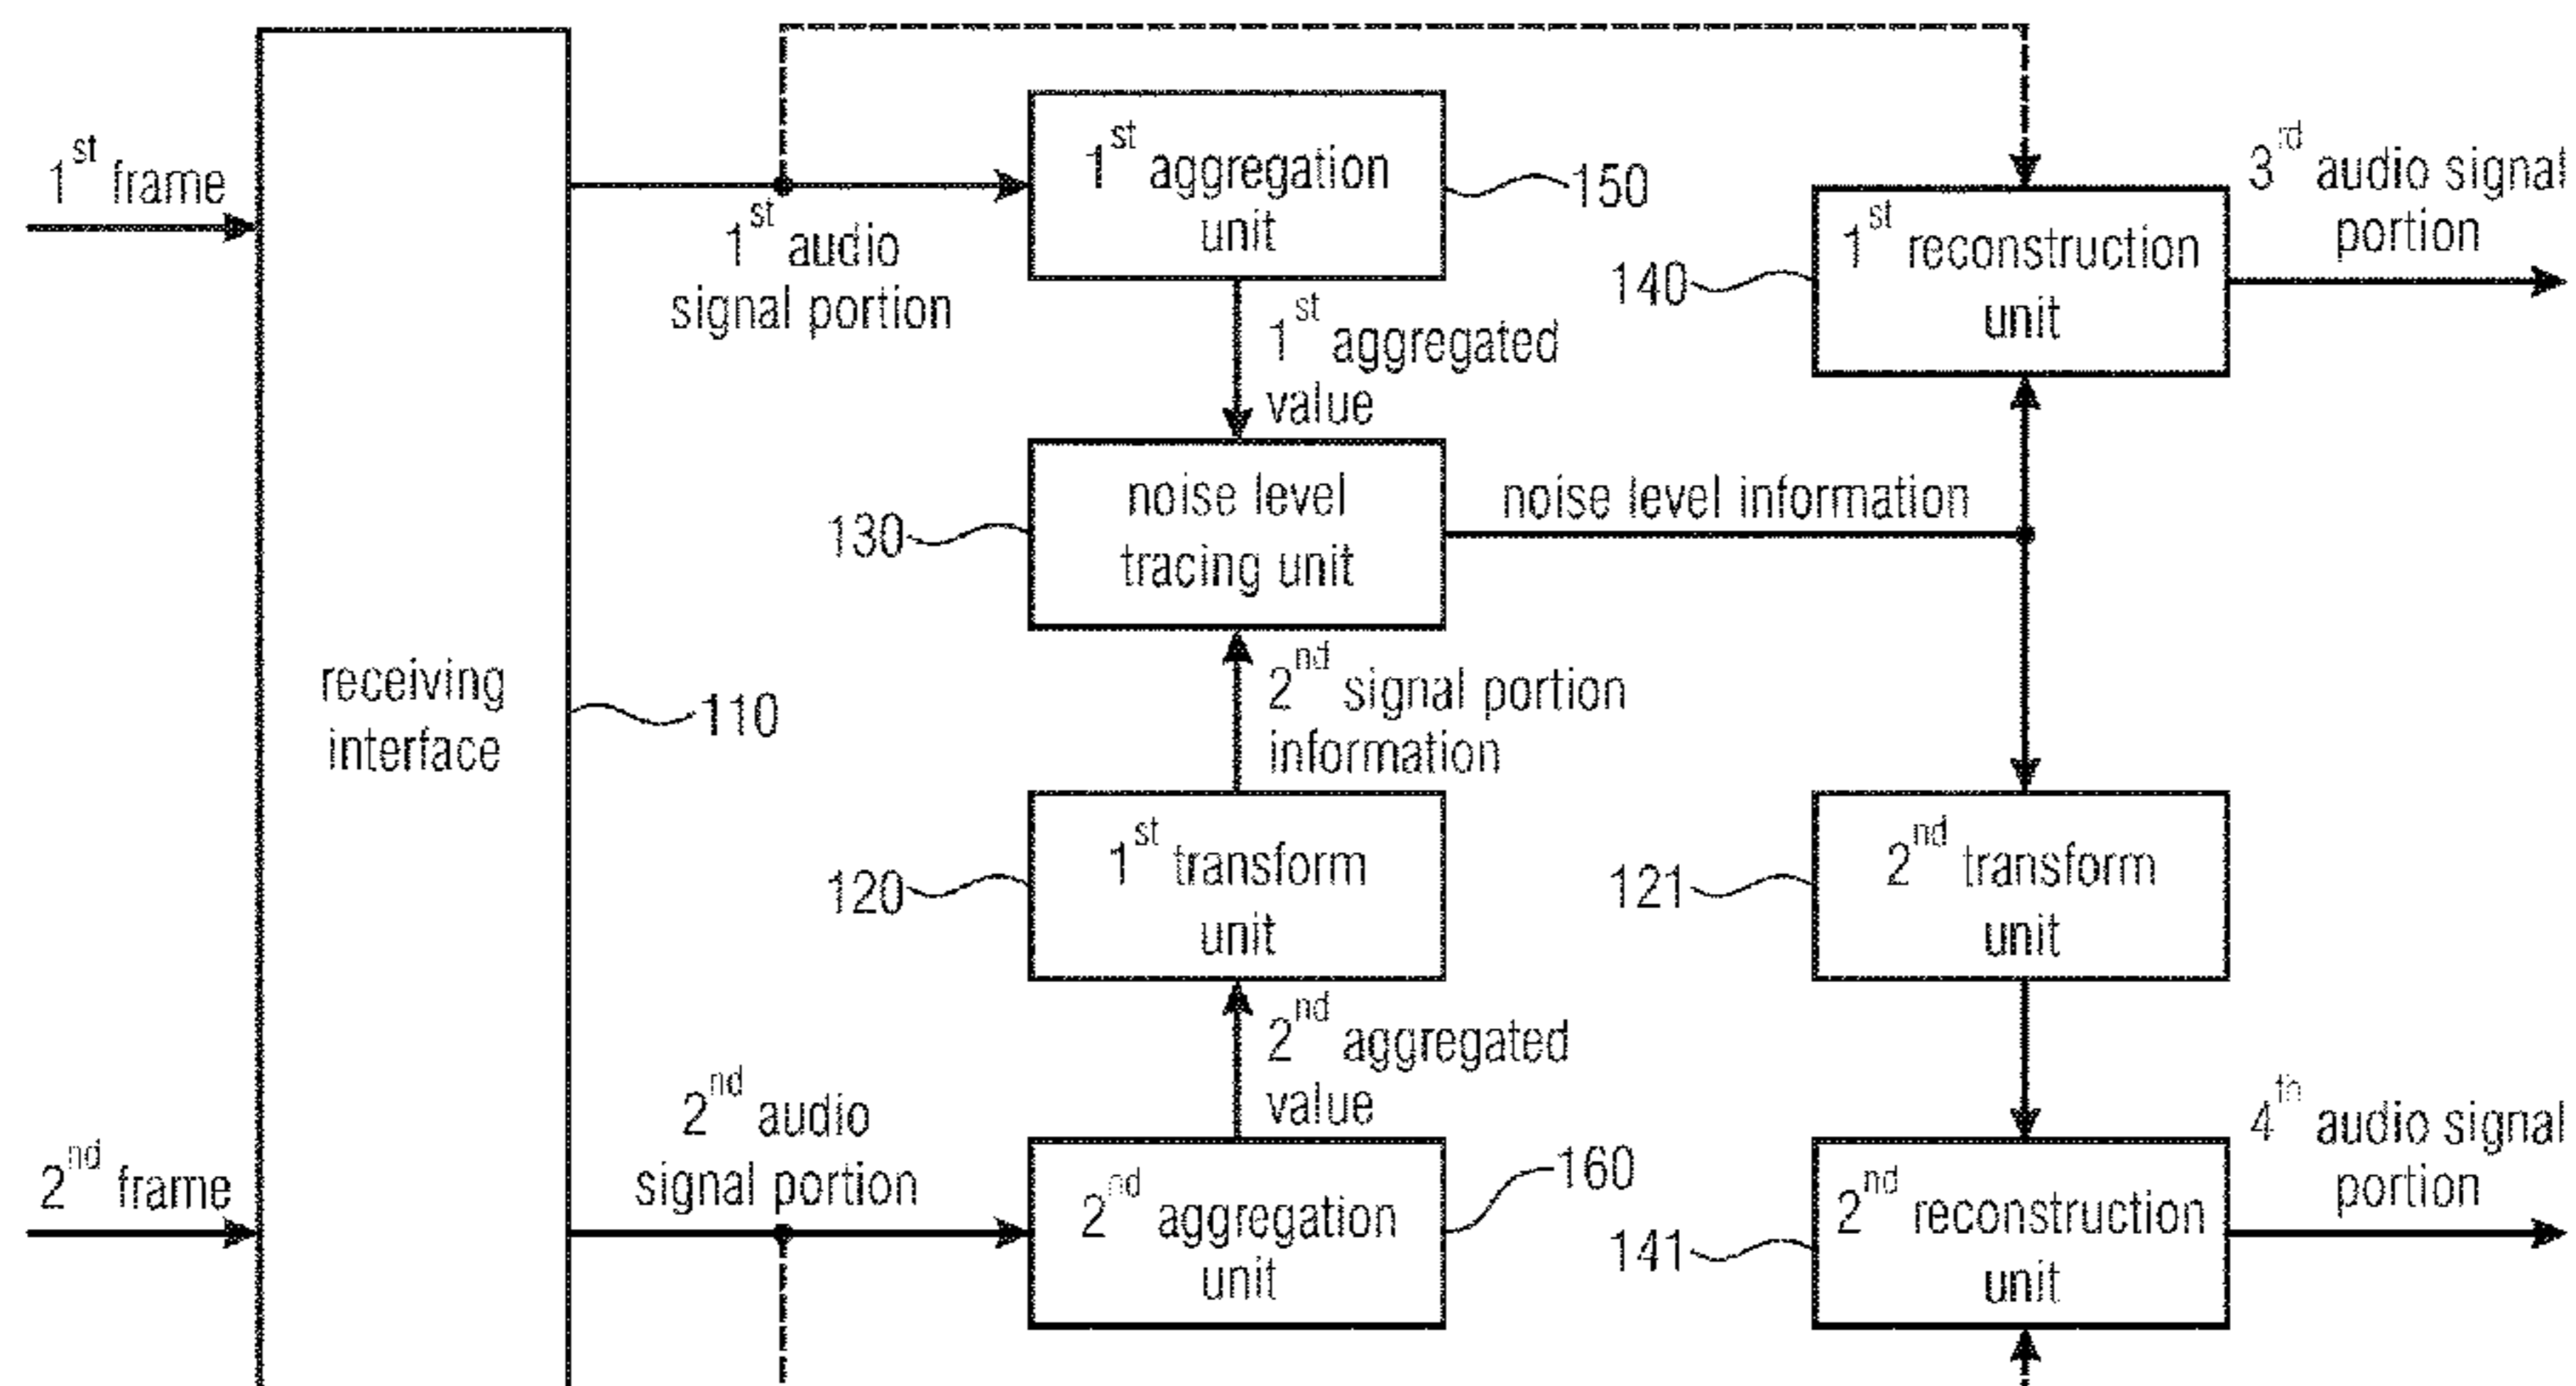 1st frame
receiving
interface
110
2nd frame
1st audio
signal portion
1st aggregation
unit
150
1st aggregated
value
noise level
tracing unit
130
noise level information
2nd signal portion
information
1st transform
unit
120
2nd aggregated
value
2nd audio
signal portion
2nd aggregation
unit
160
1st reconstruction
unit
140
3rd audio signal
portion
2nd transform
unit
121
2nd reconstruction
unit
141
4th audio signal
portion